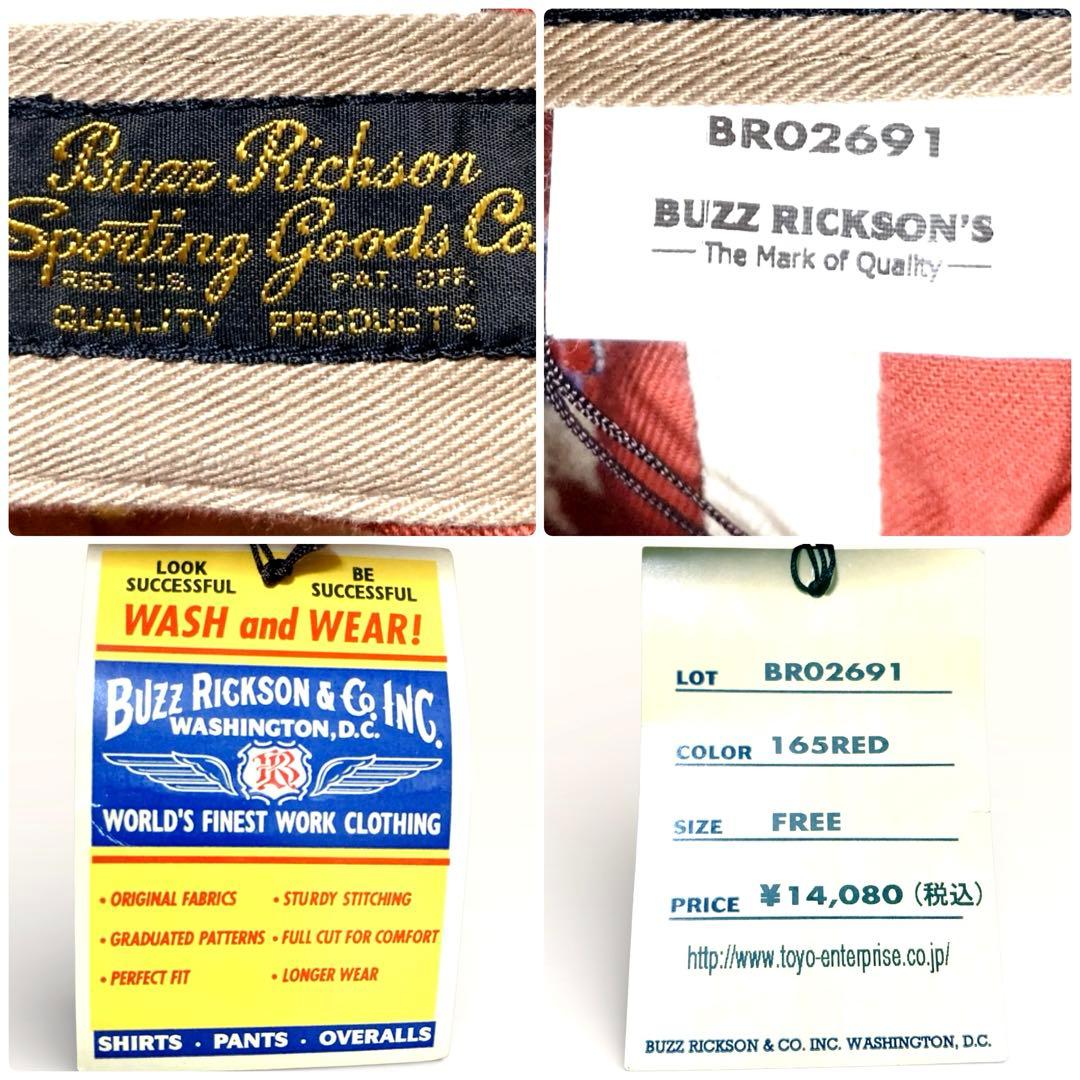 Buzz Rickson
Sporting Goods Co.
REG. U.S. PAT. OFF.
QUALITY PRODUCTS
BR02691
BUZZ RICKSON'S
The Mark of Quality
LOOK SUCCESSFUL
BE SUCCESSFUL
WASH and WEAR!
BUZZ RICKSON & Co. INC.
WASHINGTON, D.C.
BR
WORLD'S FINEST WORK CLOTHING
• ORIGINAL FABRICS
• STURDY STITCHING
• GRADUATED PATTERNS
• FULL CUT FOR COMFORT
• PERFECT FIT
• LONGER WEAR
SHIRTS · PANTS · OVERALLS
LOT BR02691
COLOR 165RED
SIZE FREE
PRICE ¥14,080（税込）
http://www.toyo-enterprise.co.jp/
BUZZ RICKSON & CO. INC. WASHINGTON, D.C.